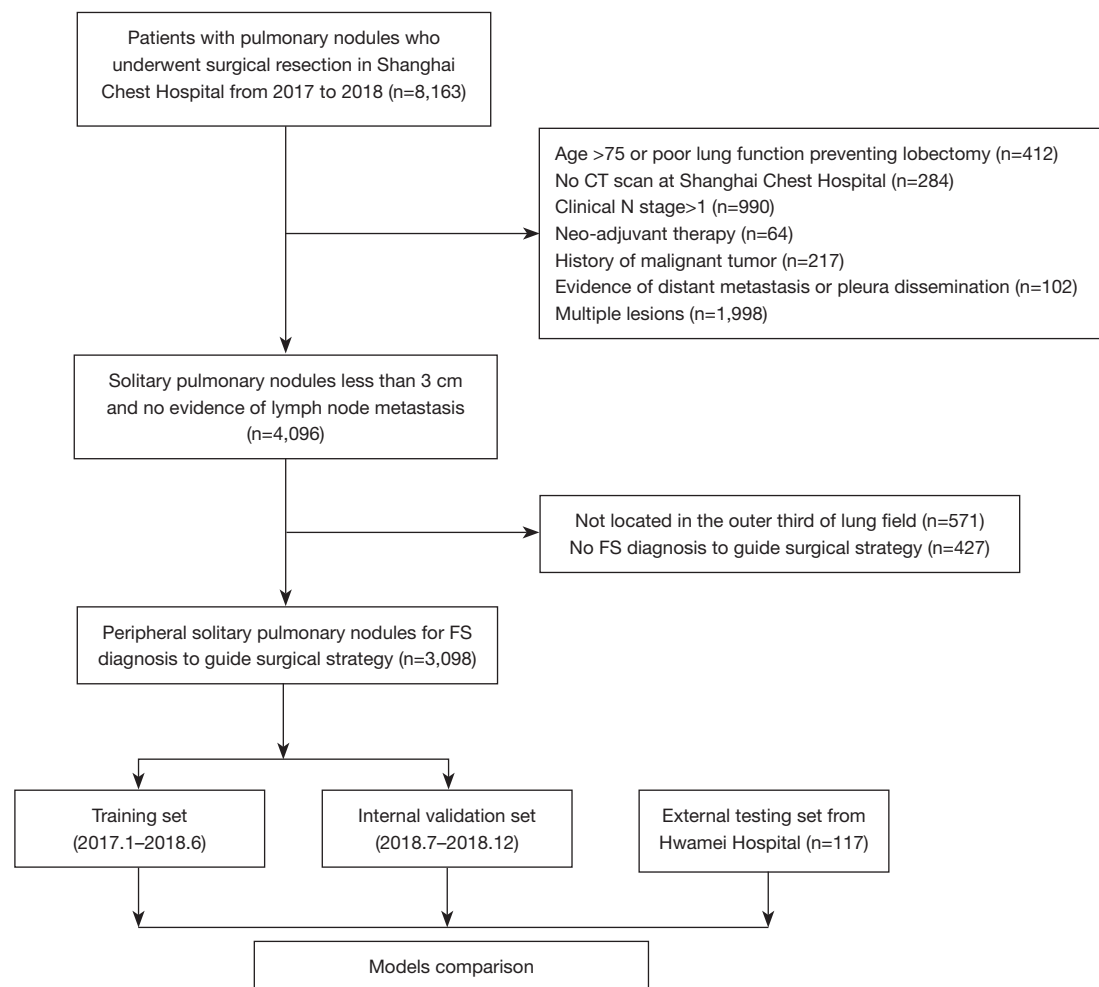 Patients with pulmonary nodules who
underwent surgical resection in Shanghai
Chest Hospital from 2017 to 2018 (n=8,163)
Age >75 or poor lung function preventing lobectomy (n=412)
No CT scan at Shanghai Chest Hospital (n=284)
Clinical N stage>1 (n=990)
Neo-adjuvant therapy (n=64)
History of malignant tumor (n=217)
Evidence of distant metastasis or pleura dissemination (n=102)
Multiple lesions (n=1,998)
Solitary pulmonary nodules less than 3 cm
and no evidence of lymph node metastasis
(n=4,096)
Not located in the outer third of lung field (n=571)
No FS diagnosis to guide surgical strategy (n=427)
Peripheral solitary pulmonary nodules for FS
diagnosis to guide surgical strategy (n=3,098)
Training set
(2017.1–2018.6)
Internal validation set
(2018.7–2018.12)
External testing set from
Hwamei Hospital (n=117)
Models comparison